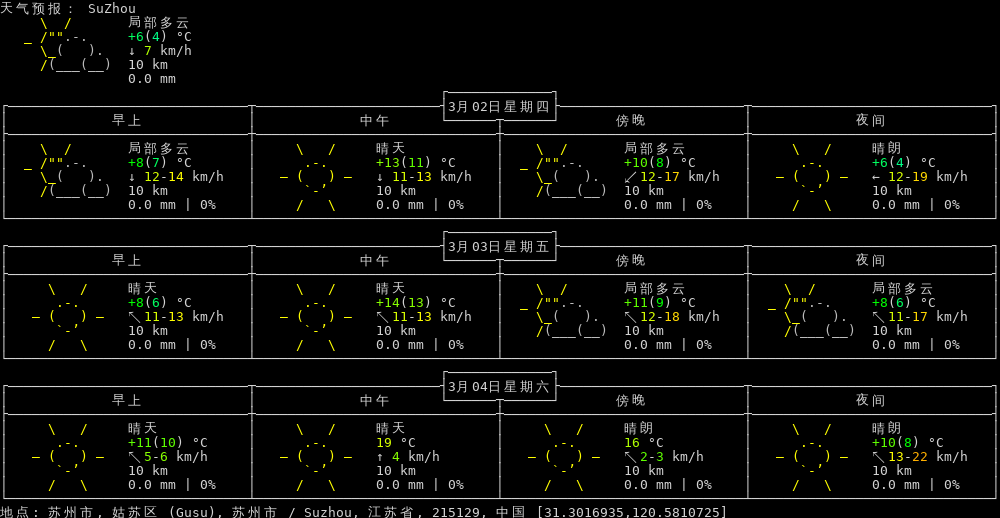 天气预报： SuZhou
局部多云
+6(4) °C
↓ 7 km/h
10 km
0.0 mm
3月02日星期四
早上 中午 傍晚 夜间
局部多云 晴天 局部多云 晴朗
+8(7) °C +13(11) °C +10(8) °C +6(4) °C
↓ 12-14 km/h ↓ 11-13 km/h ↙ 12-17 km/h ← 12-19 km/h
10 km 10 km 10 km 10 km
0.0 mm | 0% 0.0 mm | 0% 0.0 mm | 0% 0.0 mm | 0%
3月03日星期五
早上 中午 傍晚 夜间
晴天 晴天 局部多云 局部多云
+8(6) °C +14(13) °C +11(9) °C +8(6) °C
↖ 11-13 km/h ↖ 11-13 km/h ↖ 12-18 km/h ↖ 11-17 km/h
10 km 10 km 10 km 10 km
0.0 mm | 0% 0.0 mm | 0% 0.0 mm | 0% 0.0 mm | 0%
3月04日星期六
早上 中午 傍晚 夜间
晴天 晴天 晴朗 晴朗
+11(10) °C 19 °C 16 °C +10(8) °C
↖ 5-6 km/h ↑ 4 km/h ↖ 2-3 km/h ↖ 13-22 km/h
10 km 10 km 10 km 10 km
0.0 mm | 0% 0.0 mm | 0% 0.0 mm | 0% 0.0 mm | 0%
地点: 苏州市, 姑苏区 (Gusu), 苏州市 / Suzhou, 江苏省, 215129, 中国 [31.3016935,120.5810725]